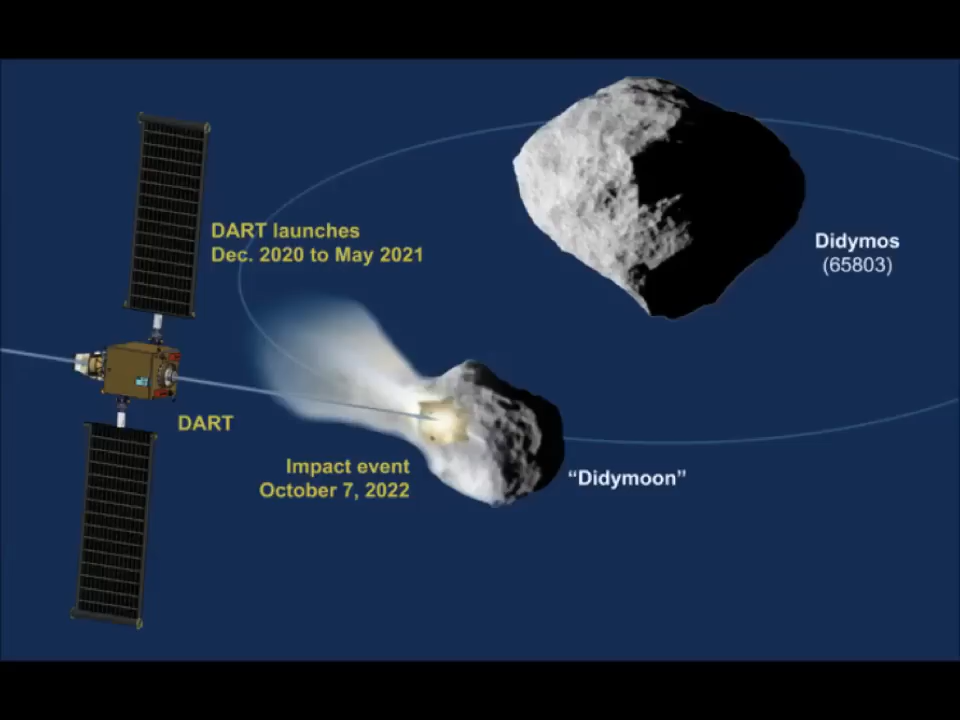 DART launches
Dec. 2020 to May 2021
Didymos
(65803)
DART
Impact event
October 7, 2022
“Didymoon”